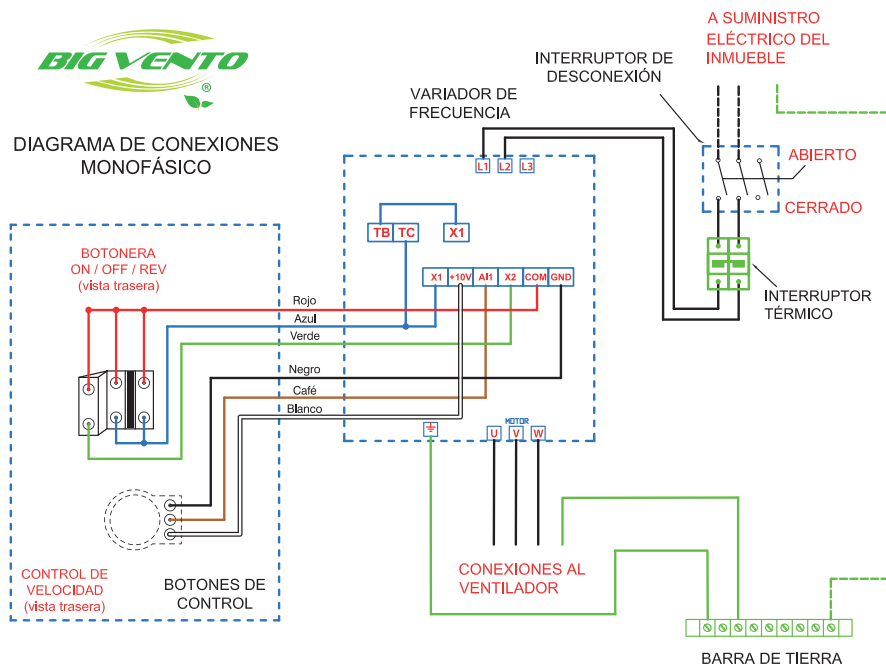 BIG VENTO
®
DIAGRAMA DE CONEXIONES
MONOFÁSICO
A SUMINISTRO
ELÉCTRICO DEL
INMUEBLE
INTERRUPTOR DE
DESCONEXIÓN
VARIADOR DE
FRECUENCIA
L1 L2 L3
ABIERTO
CERRADO
TB TC X1
BOTONERA
ON / OFF / REV
(vista trasera)
X1 +10V AI1 X2 COM GND
INTERRUPTOR
TÉRMICO
Rojo
Azul
Verde
Negro
Café
Blanco
MOTOR
U V W
CONEXIONES AL
VENTILADOR
CONTROL DE
VELOCIDAD
(vista trasera)
BOTONES DE
CONTROL
BARRA DE TIERRA